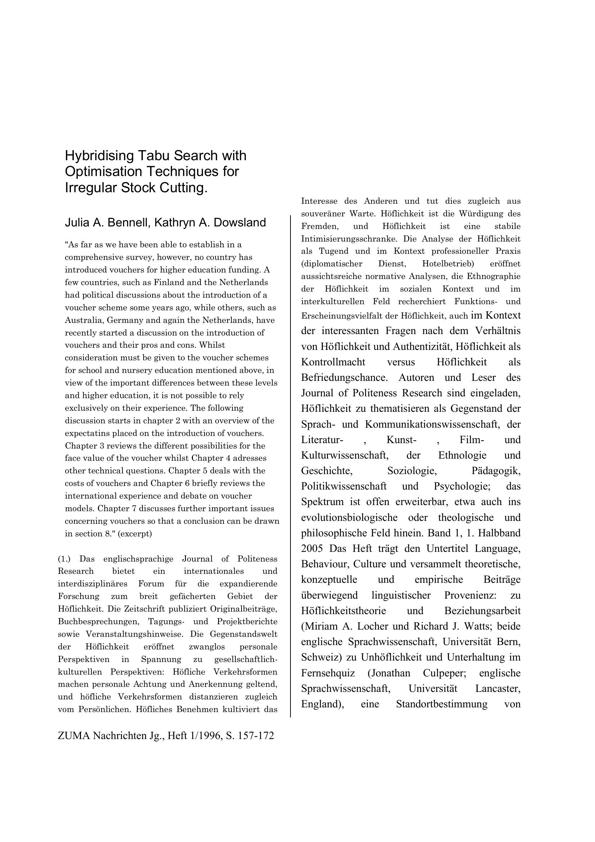 Hybridising Tabu Search with
Optimisation Techniques for
Irregular Stock Cutting.
Julia A. Bennell, Kathryn A. Dowsland
"As far as we have been able to establish in a
comprehensive survey, however, no country has
introduced vouchers for higher education funding. A
few countries, such as Finland and the Netherlands
had political discussions about the introduction of a
voucher scheme some years ago, while others, such as
Australia, Germany and again the Netherlands, have
recently started a discussion on the introduction of
vouchers and their pros and cons. Whilst
consideration must be given to the voucher schemes
for school and nursery education mentioned above, in
view of the important differences between these levels
and higher education, it is not possible to rely
exclusively on their experience. The following
discussion starts in chapter 2 with an overview of the
expectatins placed on the introduction of vouchers.
Chapter 3 reviews the different possibilities for the
face value of the voucher whilst Chapter 4 adresses
other technical questions. Chapter 5 deals with the
costs of vouchers and Chapter 6 briefly reviews the
international experience and debate on voucher
models. Chapter 7 discusses further important issues
concerning vouchers so that a conclusion can be drawn
in section 8." (excerpt)
(1.) Das englischsprachige Journal of Politeness
Research bietet ein internationales und
interdisziplinäres Forum für die expandierende
Forschung zum breit gefächerten Gebiet der
Höflichkeit. Die Zeitschrift publiziert Originalbeiträge,
Buchbesprechungen, Tagungs- und Projektberichte
sowie Veranstaltungshinweise. Die Gegenstandswelt
der Höflichkeit eröffnet zwanglos personale
Perspektiven in Spannung zu gesellschaftlich-
kulturellen Perspektiven: Höfliche Verkehrsformen
machen personale Achtung und Anerkennung geltend,
und höfliche Verkehrsformen distanzieren zugleich
vom Persönlichen. Höfliches Benehmen kultiviert das
Interesse des Anderen und tut dies zugleich aus
souveräner Warte. Höflichkeit ist die Würdigung des
Fremden, und Höflichkeit ist eine stabile
Intimisierungsschranke. Die Analyse der Höflichkeit
als Tugend und im Kontext professioneller Praxis
(diplomatischer Dienst, Hotelbetrieb) eröffnet
aussichtsreiche normative Analysen, die Ethnographie
der Höflichkeit im sozialen Kontext und im
interkulturellen Feld recherchiert Funktions- und
Erscheinungsvielfalt der Höflichkeit, auch im Kontext
der interessanten Fragen nach dem Verhältnis
von Höflichkeit und Authentizität, Höflichkeit als
Kontrollmacht versus Höflichkeit als
Befriedungschance. Autoren und Leser des
Journal of Politeness Research sind eingeladen,
Höflichkeit zu thematisieren als Gegenstand der
Sprach- und Kommunikationswissenschaft, der
Literatur- , Kunst- , Film- und
Kulturwissenschaft, der Ethnologie und
Geschichte, Soziologie, Pädagogik,
Politikwissenschaft und Psychologie; das
Spektrum ist offen erweiterbar, etwa auch ins
evolutionsbiologische oder theologische und
philosophische Feld hinein. Band 1, 1. Halbband
2005 Das Heft trägt den Untertitel Language,
Behaviour, Culture und versammelt theoretische,
konzeptuelle und empirische Beiträge
überwiegend linguistischer Provenienz: zu
Höflichkeitstheorie und Beziehungsarbeit
(Miriam A. Locher und Richard J. Watts; beide
englische Sprachwissenschaft, Universität Bern,
Schweiz) zu Unhöflichkeit und Unterhaltung im
Fernsehquiz (Jonathan Culpeper; englische
Sprachwissenschaft, Universität Lancaster,
England), eine Standortbestimmung von
ZUMA Nachrichten Jg., Heft 1/1996, S. 157-172